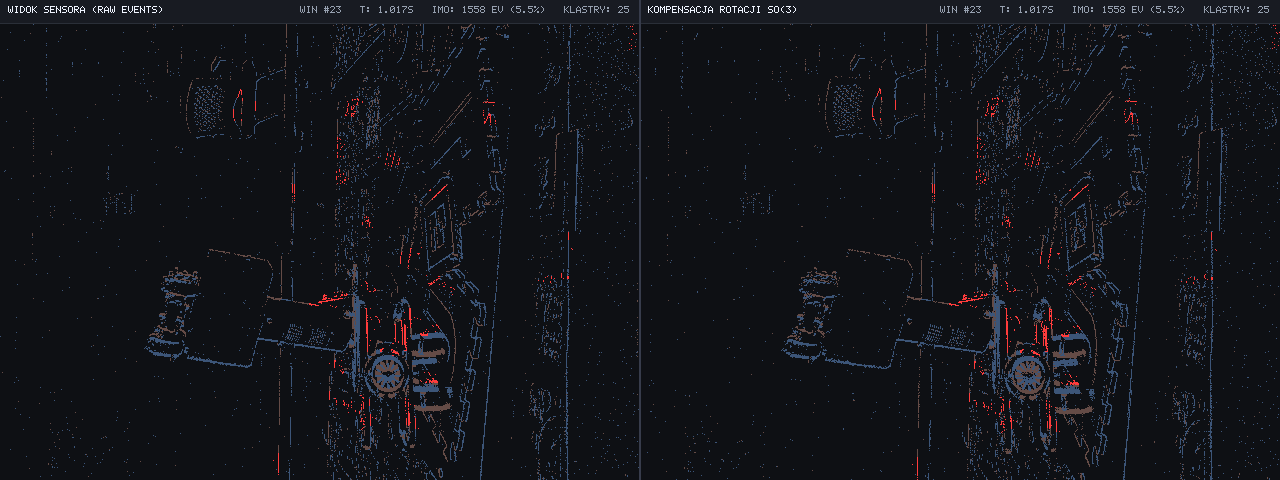 WIDOK SENSORA (RAW EVENTS) WIN #23 T: 1.017S IMO: 1558 EV (5.5%) KLASTRY: 25
KOMPENSACJA ROTACJI SO(3) WIN #23 T: 1.017S IMO: 1558 EV (5.5%) KLASTRY: 25